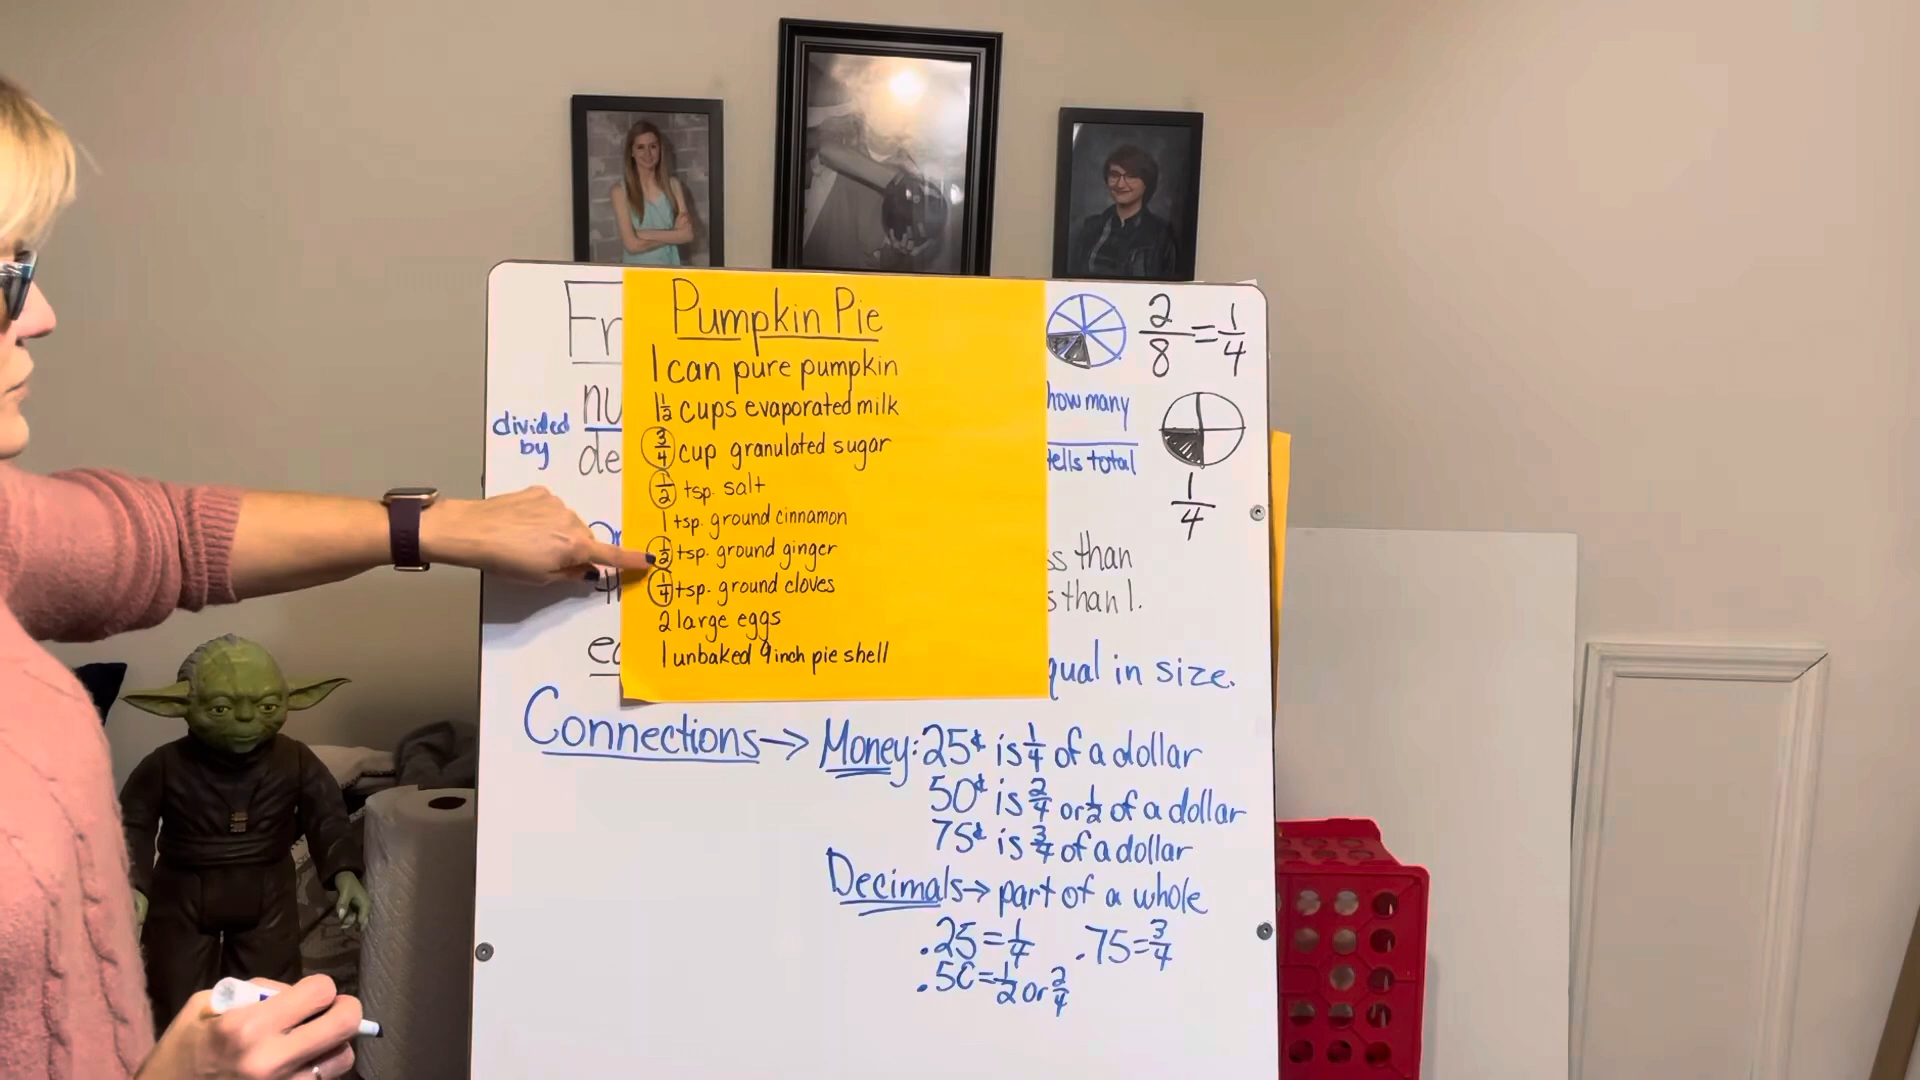 Pumpkin Pie
1 can pure pumpkin
1 1/2 cups evaporated milk
3/4 cup granulated sugar
1/2 tsp. salt
1 tsp. ground cinnamon
1/2 tsp. ground ginger
1/4 tsp. ground cloves
2 large eggs
1 unbaked 9 inch pie shell
Fr
nu
divided
by
de
2/8 = 1/4
how many
tells total
1/4
ss than
s than 1.
qual in size.
Connections → Money: 25¢ is 1/4 of a dollar
50¢ is 2/4 or 1/2 of a dollar
75¢ is 3/4 of a dollar
Decimals → part of a whole
.25 = 1/4 .75 = 3/4
.50 = 1/2 or 2/4